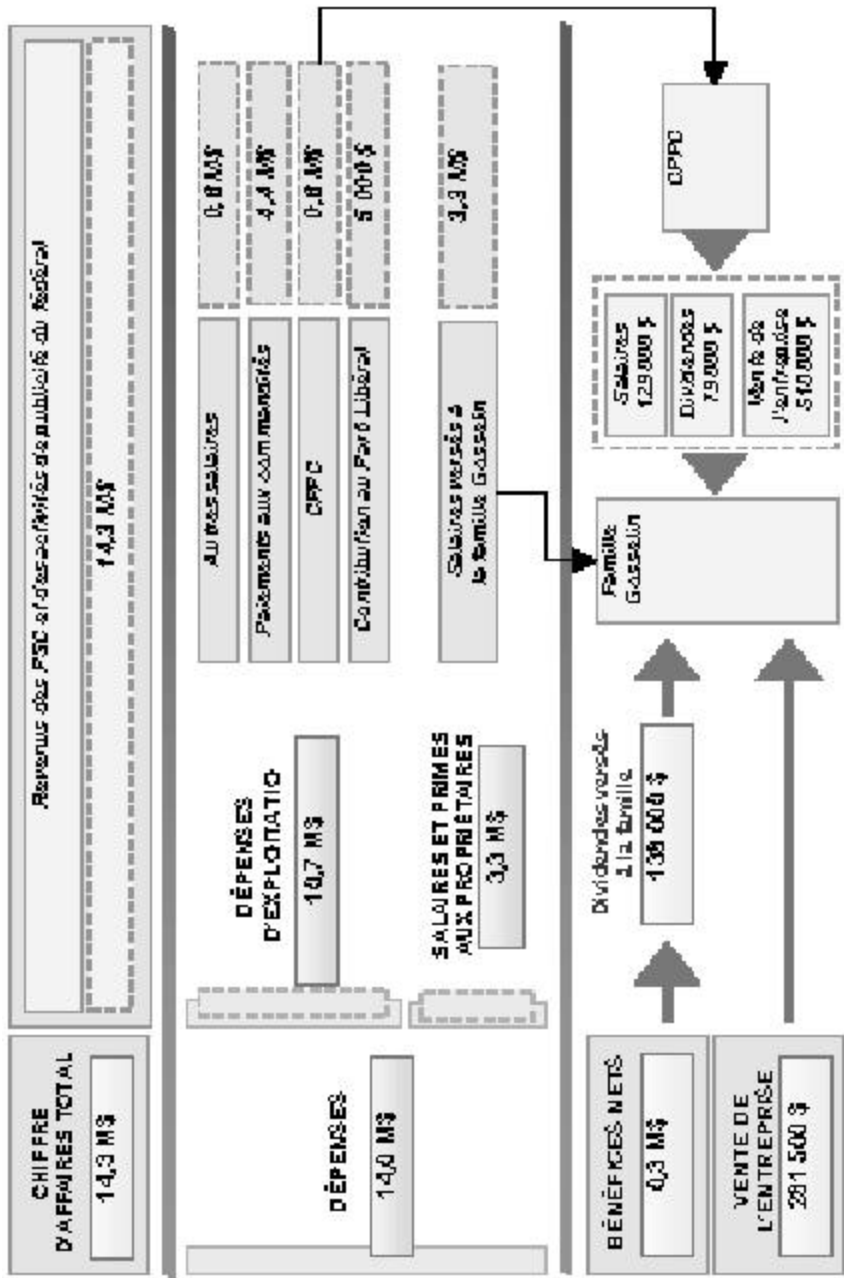 CHIFFRE
D'AFFAIRES TOTAL
14,3 M$
Revenus des PSC et des activités de publicité du fédéral
14,3 M$
DÉPENSES
14,0 M$
DÉPENSES
D'EXPLOITATIO
10,7 M$
Autres salaires
0,8 M$
Paiements aux commandités
4,4 M$
CPPC
0,8 M$
Contribution au Parti Libéral
5 000 $
SALAIRES ET PRIMES
AUX PROPRIÉTAIRES
3,3 M$
Salaires versés à
la famille Gosselin
3,3 M$
BÉNÉFICES NETS
0,3 M$
Dividendes versés
à la famille
Famille
Gosselin
Salaires
Dividendes
Vente de
l'entreprise
CPPC
VENTE DE
L'ENTREPRISE
281 500 $